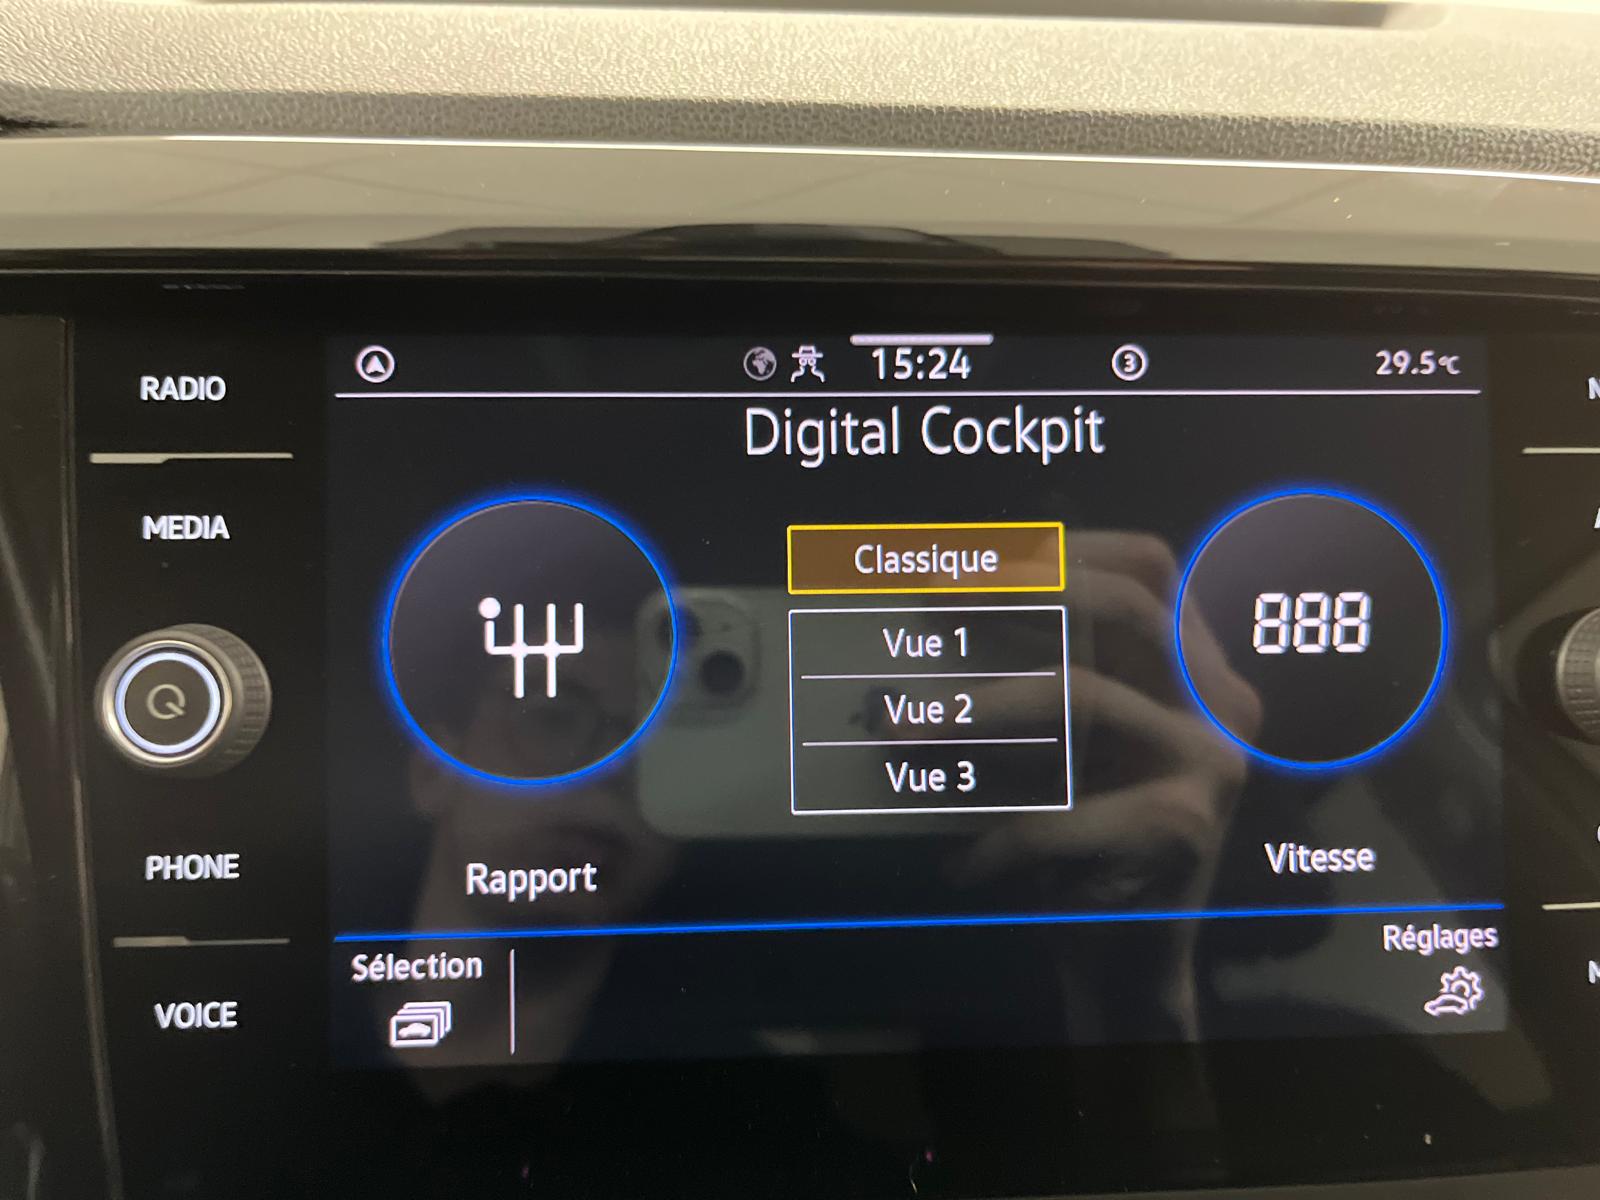 RADIO
MEDIA
PHONE
VOICE
15:24
3
29.5°C
Digital Cockpit
Classique
Vue 1
Vue 2
Vue 3
888
Rapport
Vitesse
Sélection
Réglages